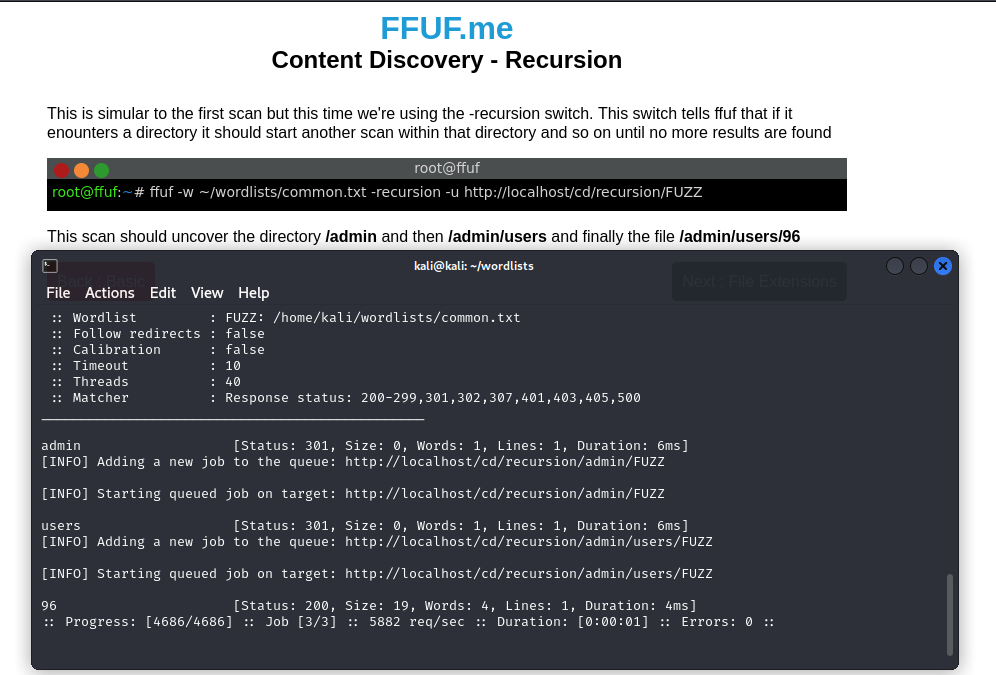 FFUF.me
Content Discovery - Recursion
This is simular to the first scan but this time we're using the -recursion switch. This switch tells ffuf that if it
enounters a directory it should start another scan within that directory and so on until no more results are found
root@ffuf
root@ffuf:~# ffuf -w ~/wordlists/common.txt -recursion -u http://localhost/cd/recursion/FUZZ
This scan should uncover the directory /admin and then /admin/users and finally the file /admin/users/96
kali@kali: ~/wordlists
Back : Basic
Next : File Extensions
File Actions Edit View Help
:: Wordlist : FUZZ: /home/kali/wordlists/common.txt
:: Follow redirects : false
:: Calibration : false
:: Timeout : 10
:: Threads : 40
:: Matcher : Response status: 200-299,301,302,307,401,403,405,500
________________________________________________
admin [Status: 301, Size: 0, Words: 1, Lines: 1, Duration: 6ms]
[INFO] Adding a new job to the queue: http://localhost/cd/recursion/admin/FUZZ
[INFO] Starting queued job on target: http://localhost/cd/recursion/admin/FUZZ
users [Status: 301, Size: 0, Words: 1, Lines: 1, Duration: 6ms]
[INFO] Adding a new job to the queue: http://localhost/cd/recursion/admin/users/FUZZ
[INFO] Starting queued job on target: http://localhost/cd/recursion/admin/users/FUZZ
96 [Status: 200, Size: 19, Words: 4, Lines: 1, Duration: 4ms]
:: Progress: [4686/4686] :: Job [3/3] :: 5882 req/sec :: Duration: [0:00:01] :: Errors: 0 ::